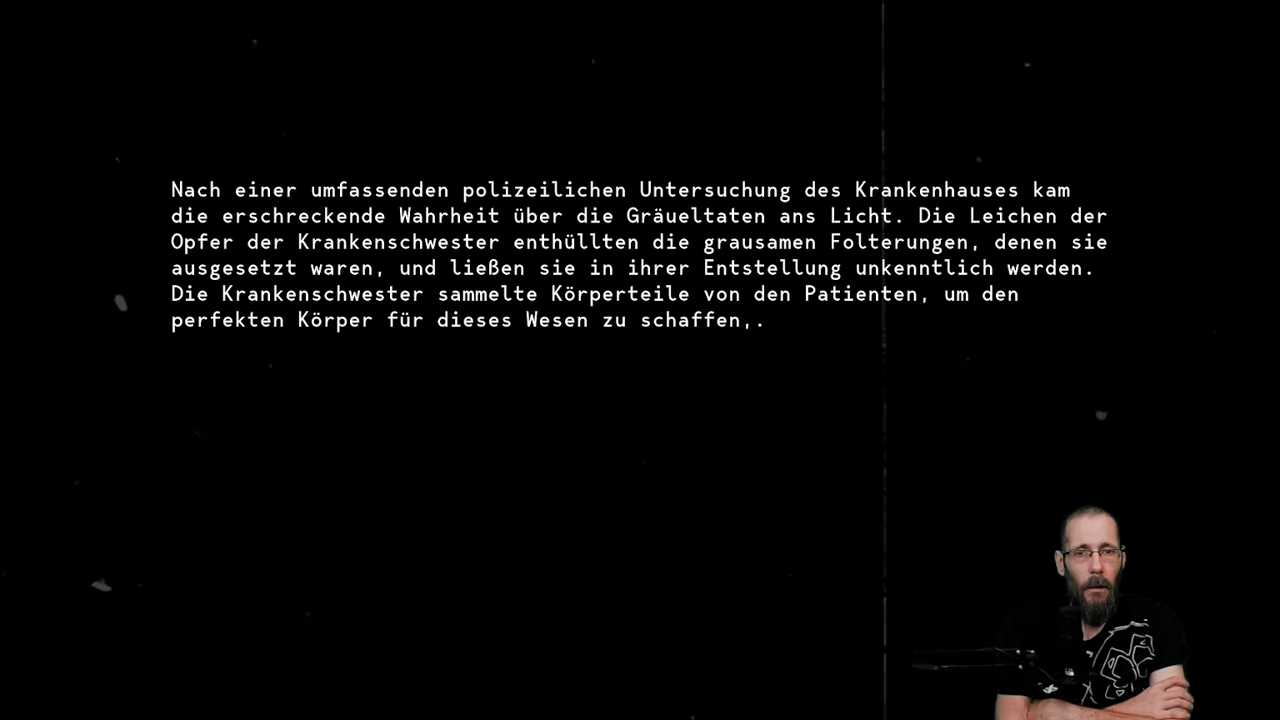 Nach einer umfassenden polizeilichen Untersuchung des Krankenhauses kam
die erschreckende Wahrheit über die Gräueltaten ans Licht. Die Leichen der
Opfer der Krankenschwester enthüllten die grausamen Folterungen, denen sie
ausgesetzt waren, und ließen sie in ihrer Entstellung unkenntlich werden.
Die Krankenschwester sammelte Körperteile von den Patienten, um den
perfekten Körper für dieses Wesen zu schaffen,.